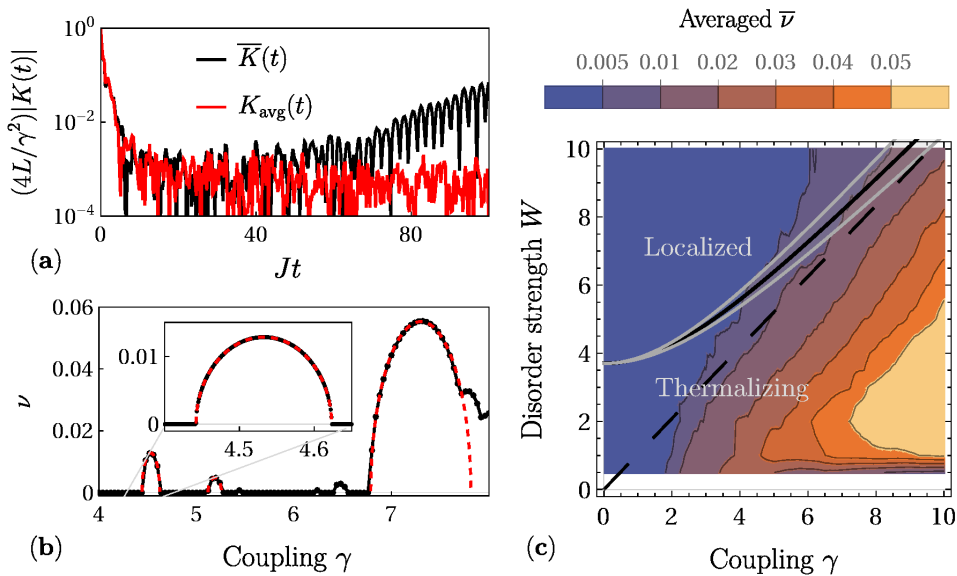 (4L/γ²)|K(t)|
10⁰
10⁻²
10⁻⁴
K̅(t)
K_avg(t)
0
40
80
Jt
(a)
ν
0.06
0.04
0.02
0
0.01
0
4.5
4.6
4
5
6
7
Coupling γ
(b)
Averaged ν̅
0.005 0.01 0.02 0.03 0.04 0.05
Disorder strength W
10
8
6
4
2
0
Localized
Thermalizing
0
2
4
6
8
10
Coupling γ
(c)